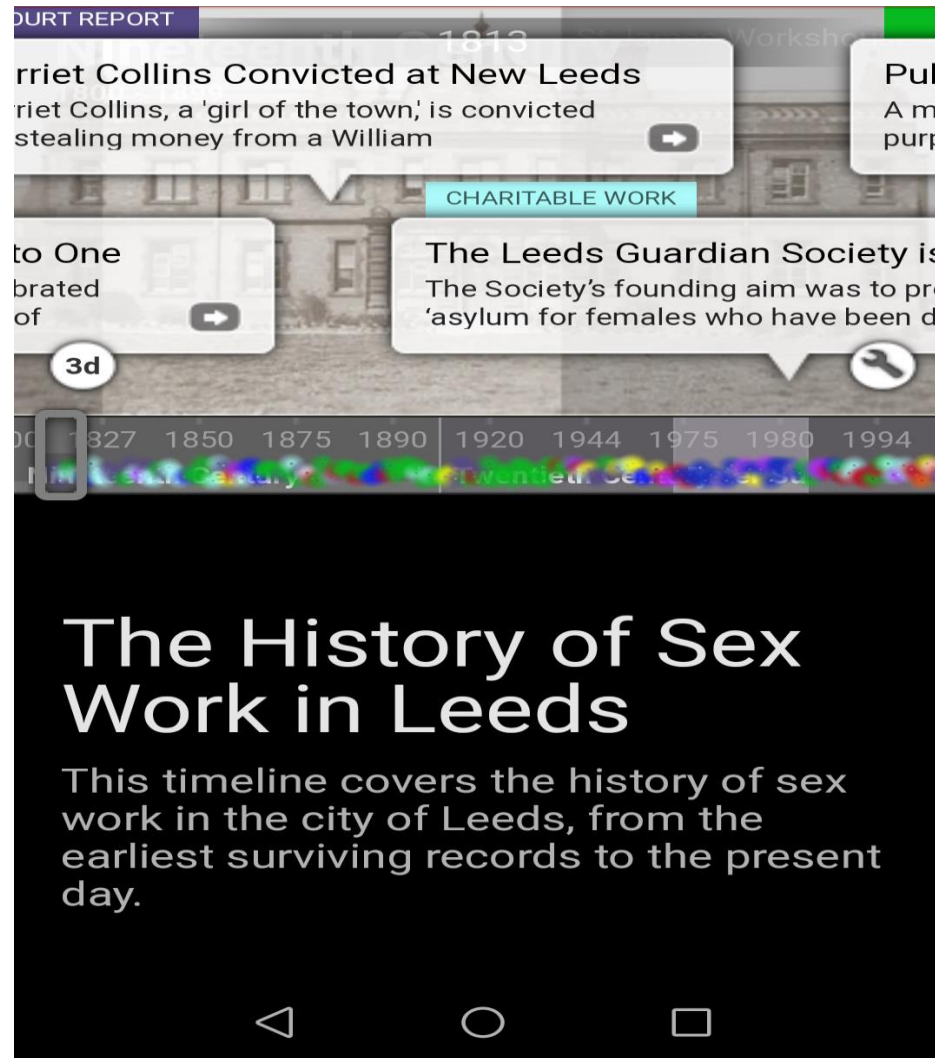 OURT REPORT
1813
Workshou
rriet Collins Convicted at New Leeds
rriet Collins, a 'girl of the town,' is convicted
stealing money from a William
Pul
A m
purp
CHARITABLE WORK
to One
brated
of
The Leeds Guardian Society is
The Society's founding aim was to pr
'asylum for females who have been d
3d
00 1827 1850 1875 1890 1920 1944 1975 1980 1994
The History of Sex
Work in Leeds
This timeline covers the history of sex
work in the city of Leeds, from the
earliest surviving records to the present
day.